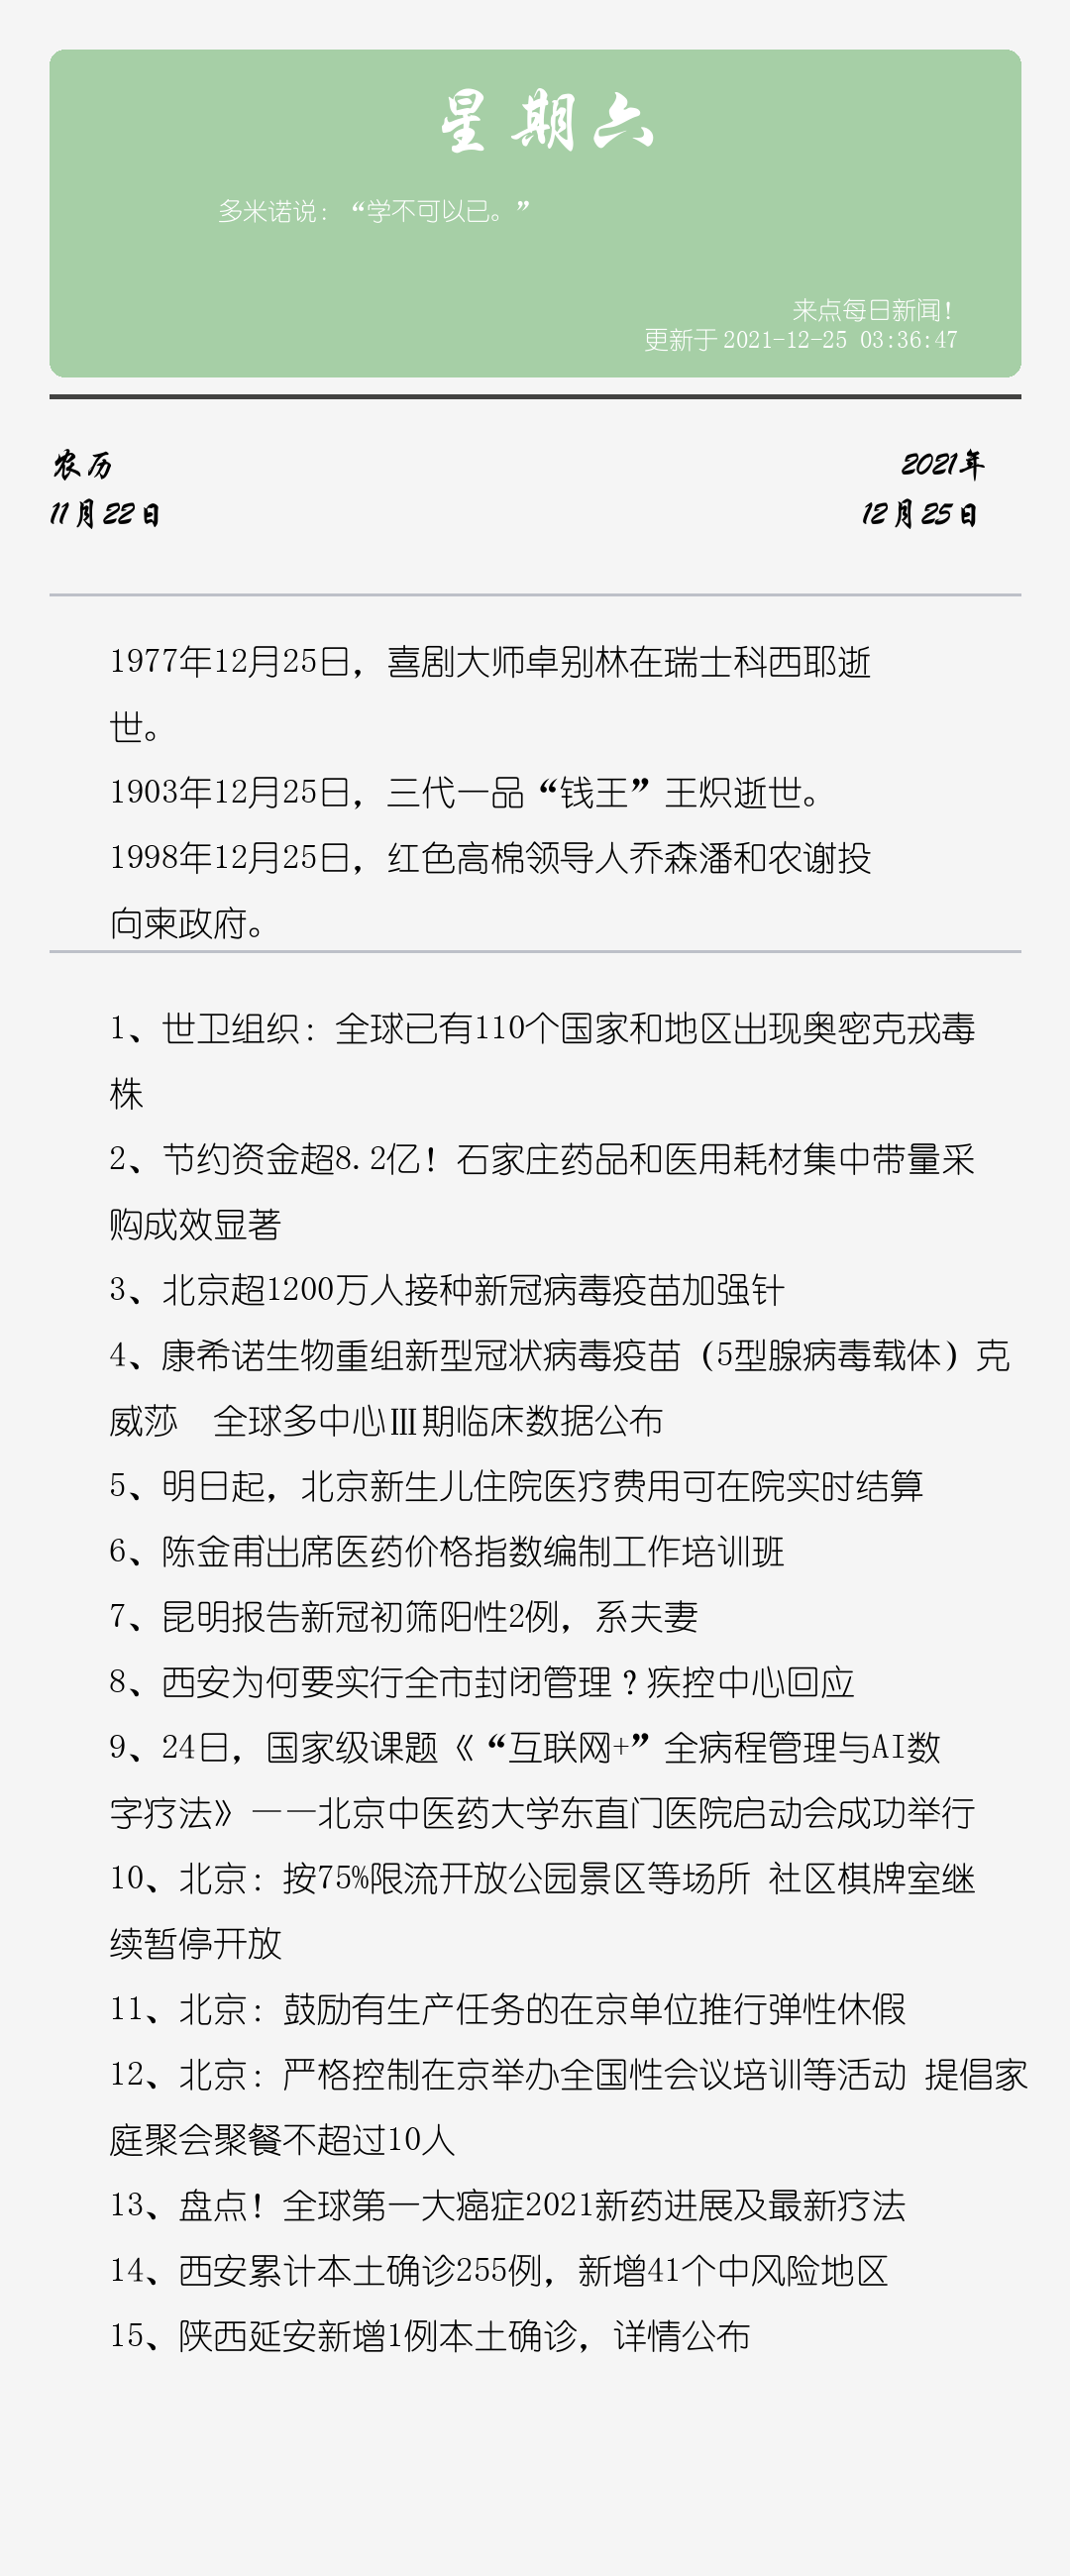 星期六
多米诺说：“学不可以已。”
来点每日新闻！
更新于 2021-12-25 03:36:47
农历
2021年
11月22日
12月25日
1977年12月25日，喜剧大师卓别林在瑞士科西耶逝
世。
1903年12月25日，三代一品“钱王”王炽逝世。
1998年12月25日，红色高棉领导人乔森潘和农谢投
向柬政府。
1、世卫组织：全球已有110个国家和地区出现奥密克戎毒
株
2、节约资金超8.2亿！石家庄药品和医用耗材集中带量采
购成效显著
3、北京超1200万人接种新冠病毒疫苗加强针
4、康希诺生物重组新型冠状病毒疫苗（5型腺病毒载体）克
威莎　全球多中心Ⅲ期临床数据公布
5、明日起，北京新生儿住院医疗费用可在院实时结算
6、陈金甫出席医药价格指数编制工作培训班
7、昆明报告新冠初筛阳性2例，系夫妻
8、西安为何要实行全市封闭管理？疾控中心回应
9、24日，国家级课题《“互联网+”全病程管理与AI数
字疗法》——北京中医药大学东直门医院启动会成功举行
10、北京：按75%限流开放公园景区等场所 社区棋牌室继
续暂停开放
11、北京：鼓励有生产任务的在京单位推行弹性休假
12、北京：严格控制在京举办全国性会议培训等活动 提倡家
庭聚会聚餐不超过10人
13、盘点！全球第一大癌症2021新药进展及最新疗法
14、西安累计本土确诊255例，新增41个中风险地区
15、陕西延安新增1例本土确诊，详情公布